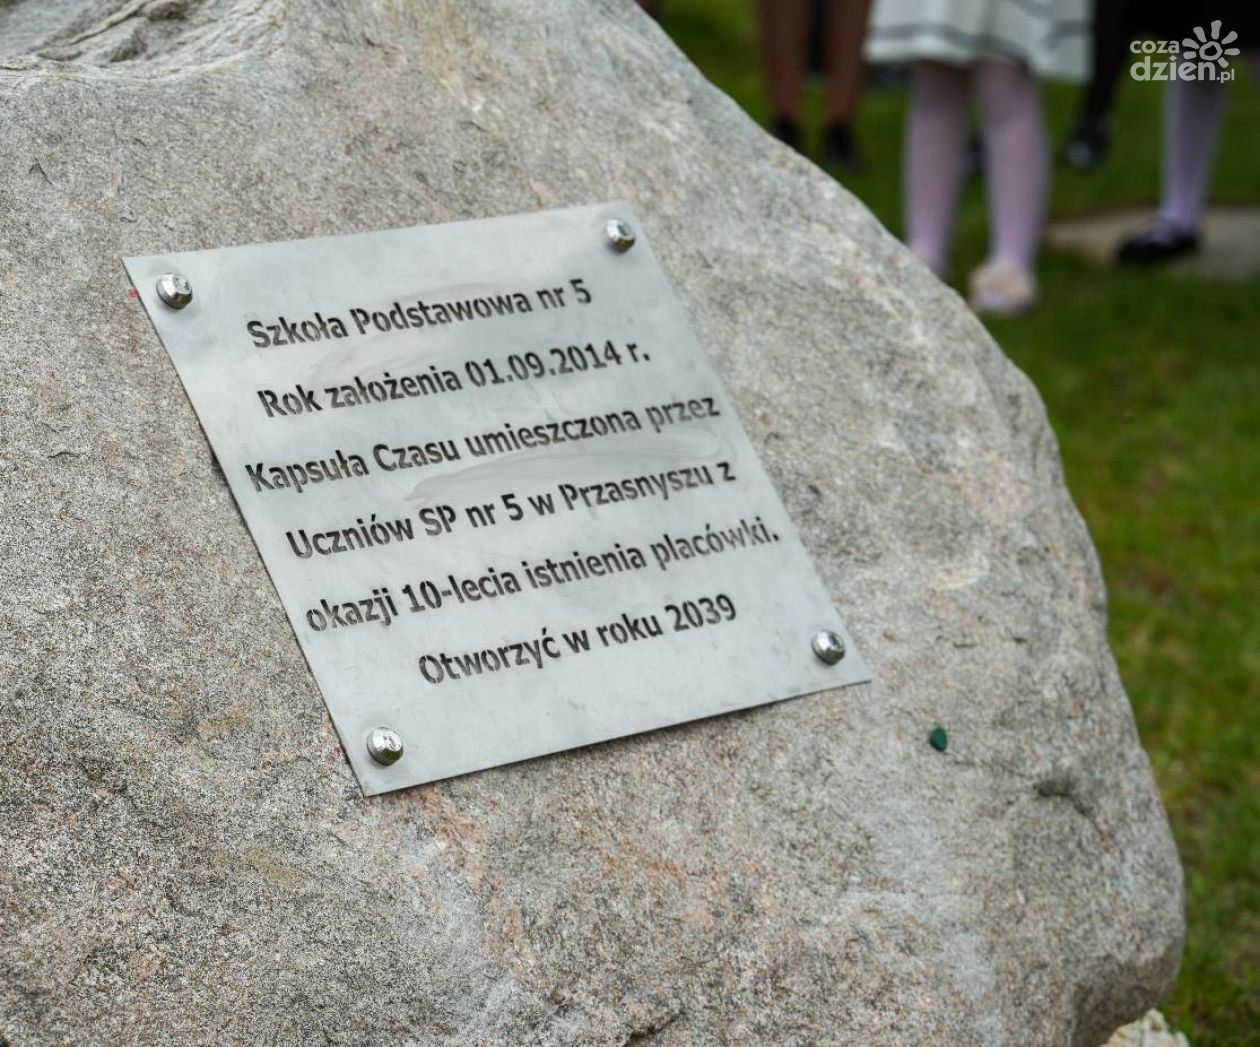 coza
dzień.pl
Szkoła Podstawowa nr 5
Rok założenia 01.09.2014 r.
Kapsuła Czasu umieszczona przez
Uczniów SP nr 5 w Przasnyszu z
okazji 10-lecia istnienia placówki.
Otworzyć w roku 2039